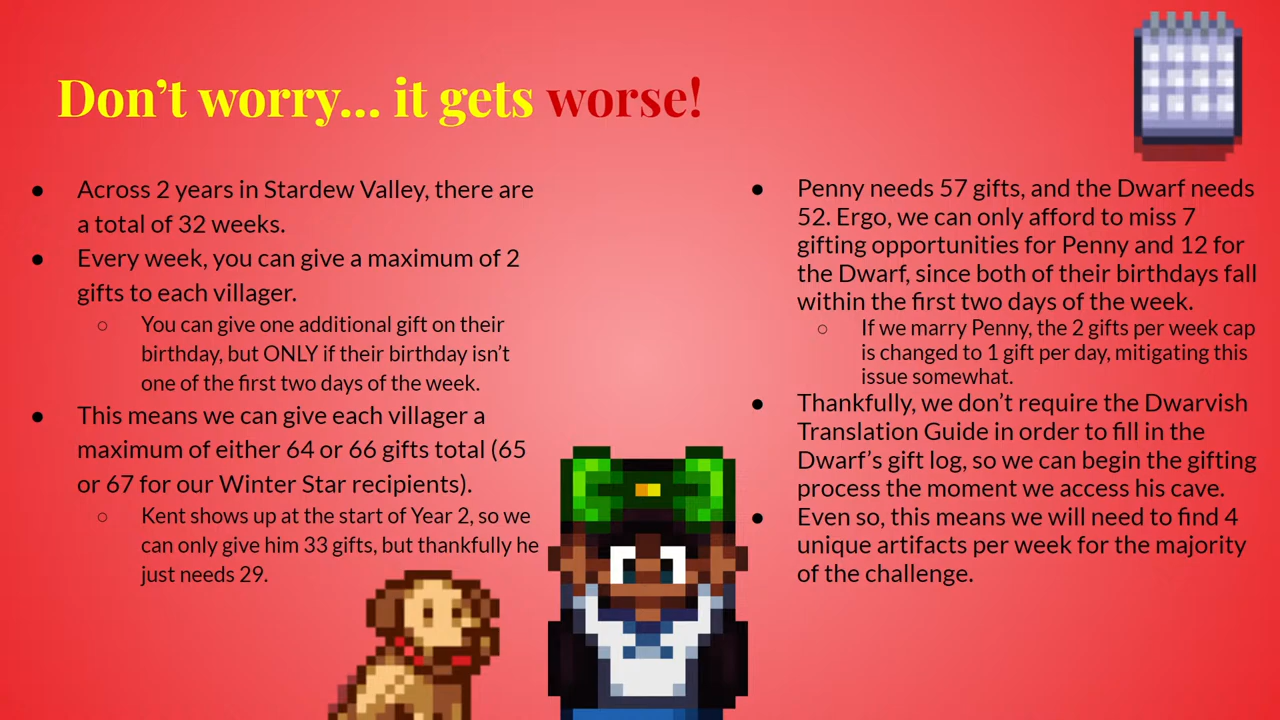 Don’t worry... it gets worse!
● Across 2 years in Stardew Valley, there are
a total of 32 weeks.
● Every week, you can give a maximum of 2
gifts to each villager.
○ You can give one additional gift on their
birthday, but ONLY if their birthday isn’t
one of the first two days of the week.
● This means we can give each villager a
maximum of either 64 or 66 gifts total (65
or 67 for our Winter Star recipients).
○ Kent shows up at the start of Year 2, so we
can only give him 33 gifts, but thankfully he
just needs 29.
● Penny needs 57 gifts, and the Dwarf needs
52. Ergo, we can only afford to miss 7
gifting opportunities for Penny and 12 for
the Dwarf, since both of their birthdays fall
within the first two days of the week.
○ If we marry Penny, the 2 gifts per week cap
is changed to 1 gift per day, mitigating this
issue somewhat.
● Thankfully, we don’t require the Dwarvish
Translation Guide in order to fill in the
Dwarf’s gift log, so we can begin the gifting
process the moment we access his cave.
● Even so, this means we will need to find 4
unique artifacts per week for the majority
of the challenge.